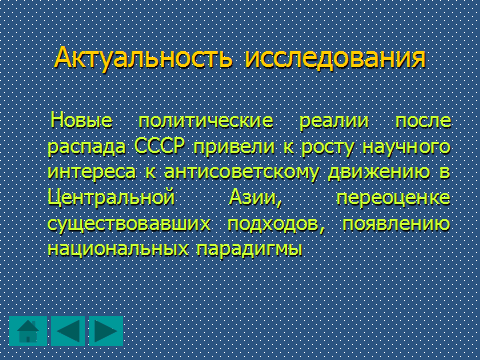 Актуальность исследования
Новые политические реалии после
распада СССР привели к росту научного
интереса к антисоветскому движению в
Центральной Азии, переоценке
существовавших подходов, появлению
национальных парадигмы